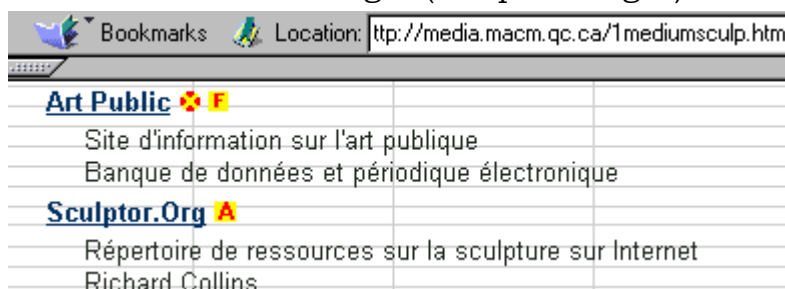 Bookmarks Location: ttp://media.macm.qc.ca/1mediumsculp.htm
Art Public F
Site d'information sur l'art publique
Banque de données et périodique électronique
Sculptor.Org A
Répertoire de ressources sur la sculpture sur Internet
Richard Collins